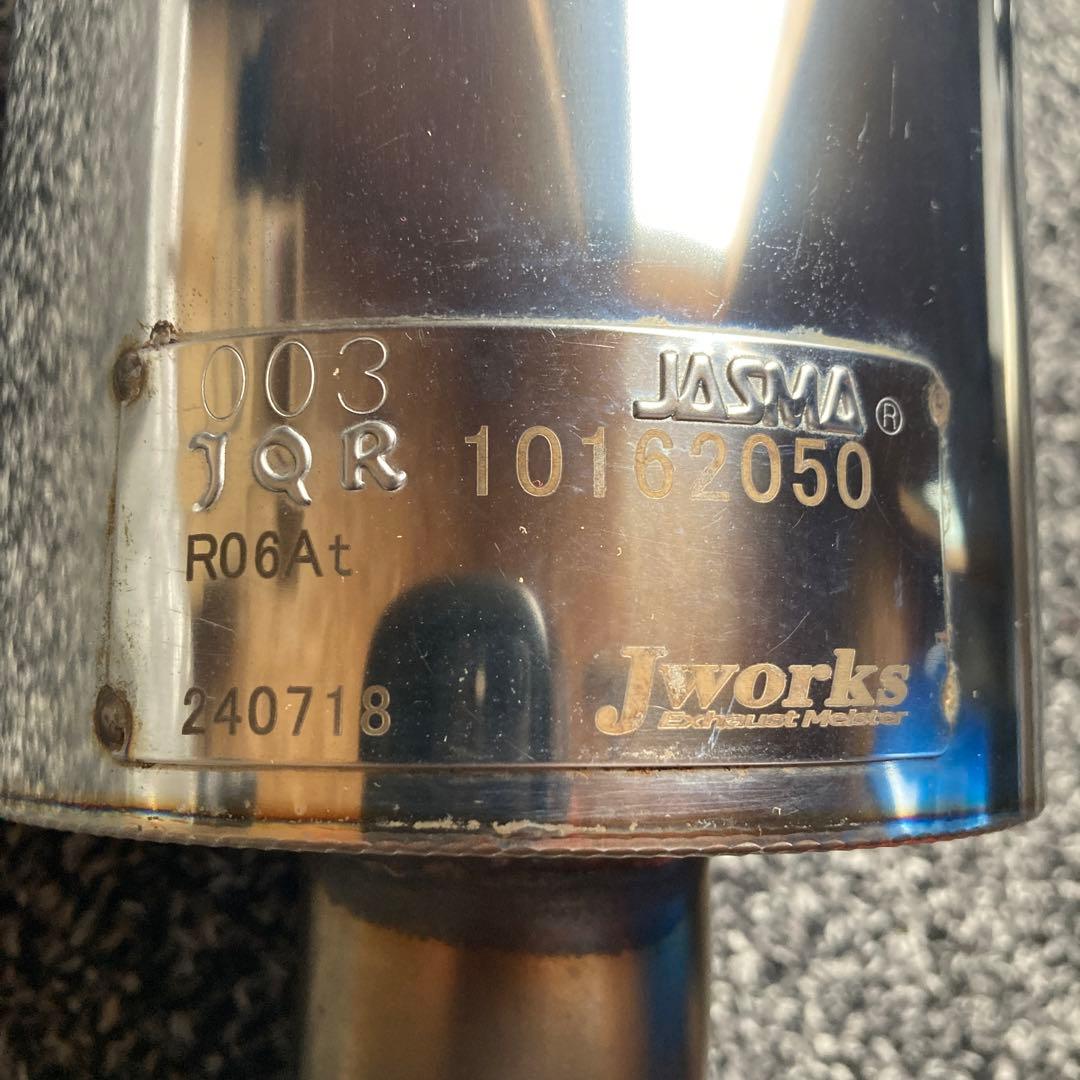 003 JASMA ®
JQR 10162050
R06At
240718 Jworks
Exhaust Meister